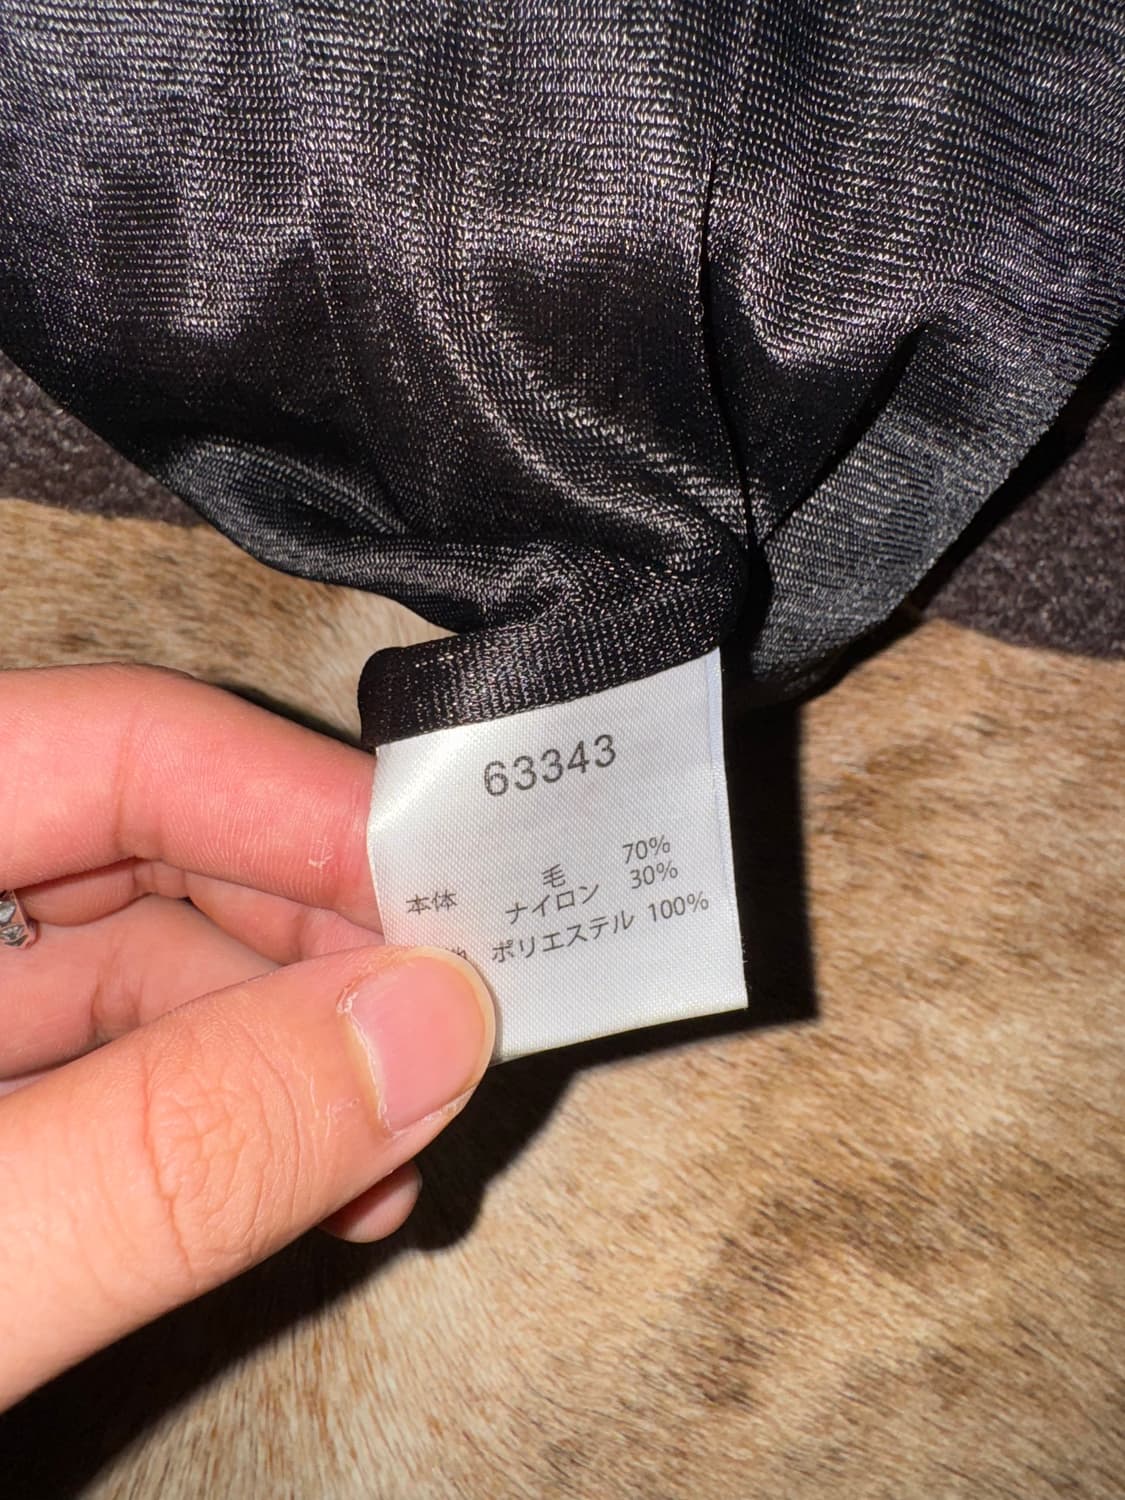 63343
毛 70%
本体 ナイロン 30%
ポリエステル 100%